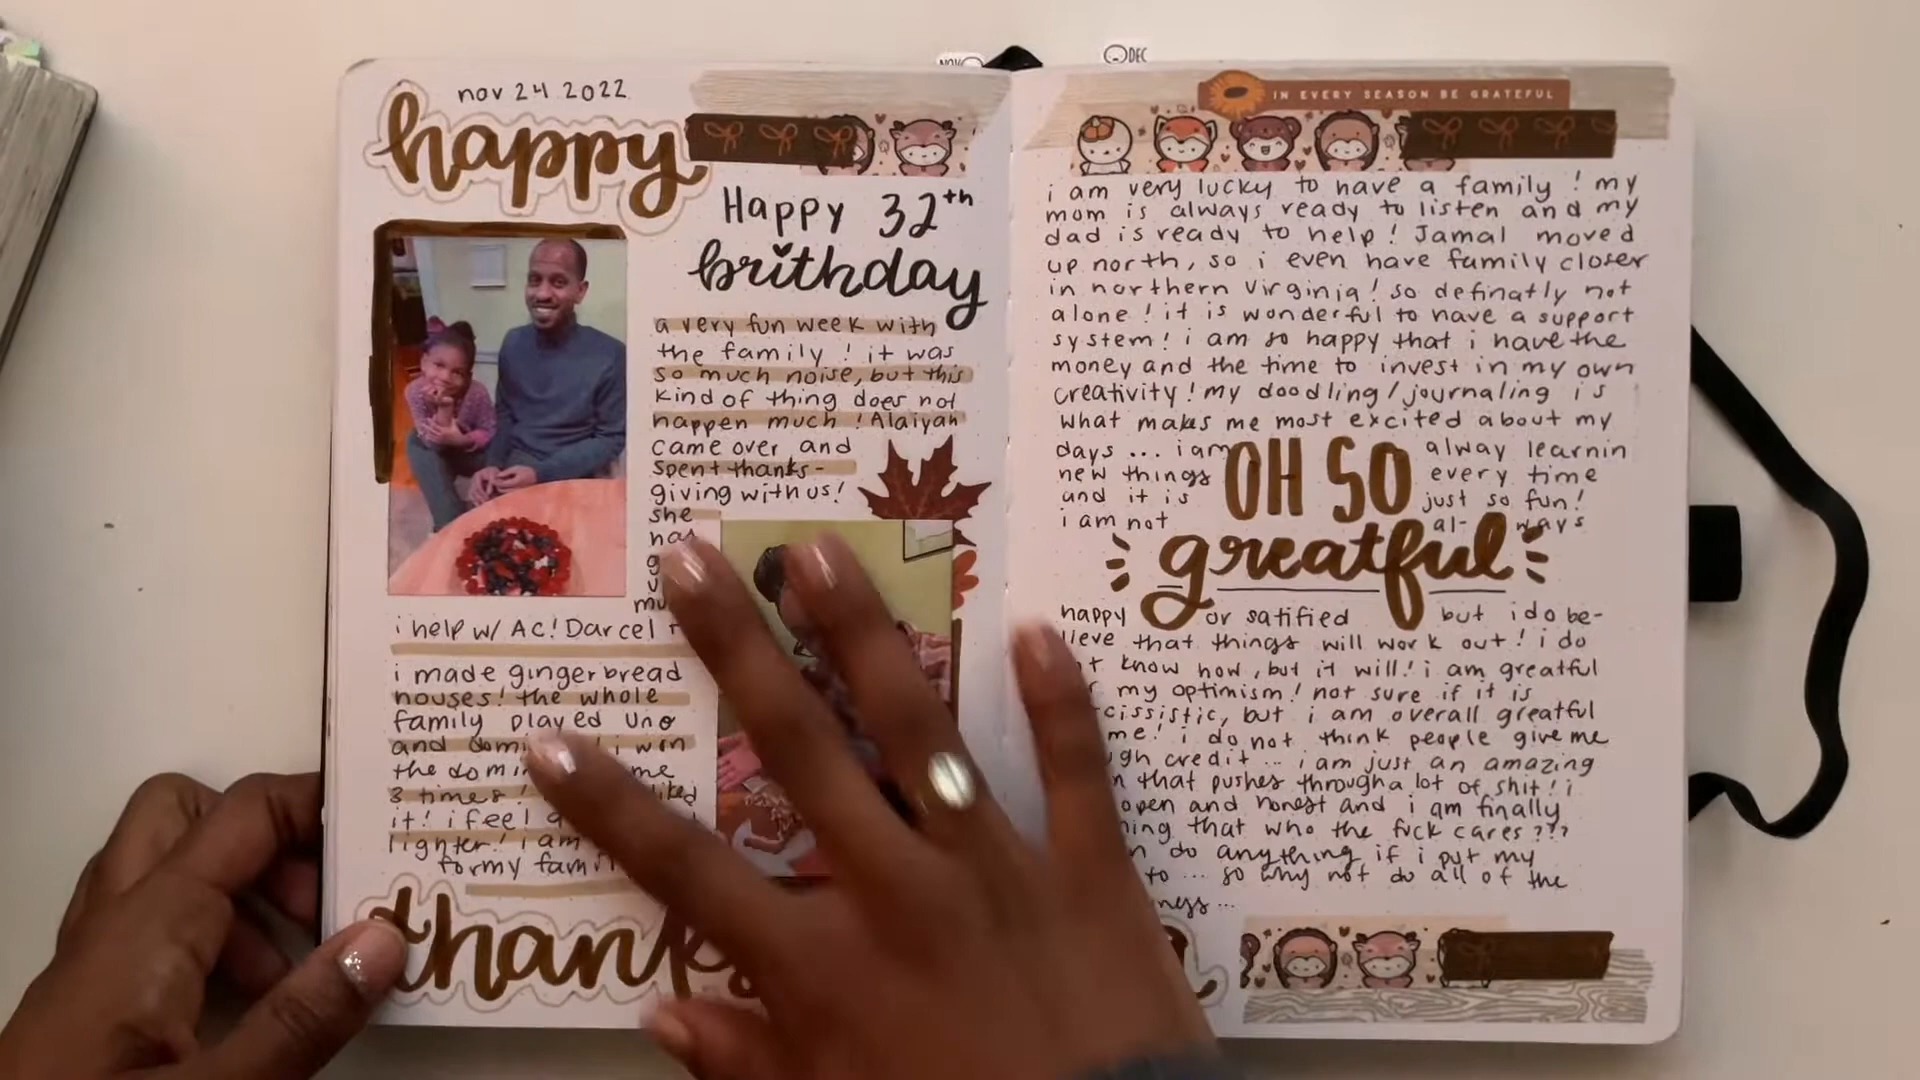 NOV
DEC
nov 24 2022
happy
Happy 32th
brithday
a very fun week with
the family ! it was
so much noise, but this
kind of thing does not
happen much ! Alaiyah
came over and
spent thanks-
giving with us!
she
i help w/ AC! Darcel
i made gingerbread
houses! the whole
family played uno
and i won
the me
3 times! liked
it! i feel
lighter! i am
for my
thanks
IN EVERY SEASON BE GRATEFUL
i am very lucky to have a family ! my
mom is always ready to listen and my
dad is ready to help ! Jamal moved
up north, so i even have family closer
in northern virginia! so definatly not
alone ! it is wonderful to have a support
system! i am so happy that i have the
money and the time to invest in my own
creativity! my doodling/journaling is
what makes me most excited about my
days ... i am alway learnin
new things every time
and it is just so fun!
i am not al- ways
OH SO
greatful
happy or satified but i do be-
lieve that things will work out! i do
know how, but it will! i am greatful
my optimism! not sure if it is
but i am overall greatful
me! i do not think people give me
credit ... i am just an amazing
that pushes through a lot of shit! i
open and honest and i am finally
that who the fuck cares???
do anything if i put my
to ... so why not do all of the